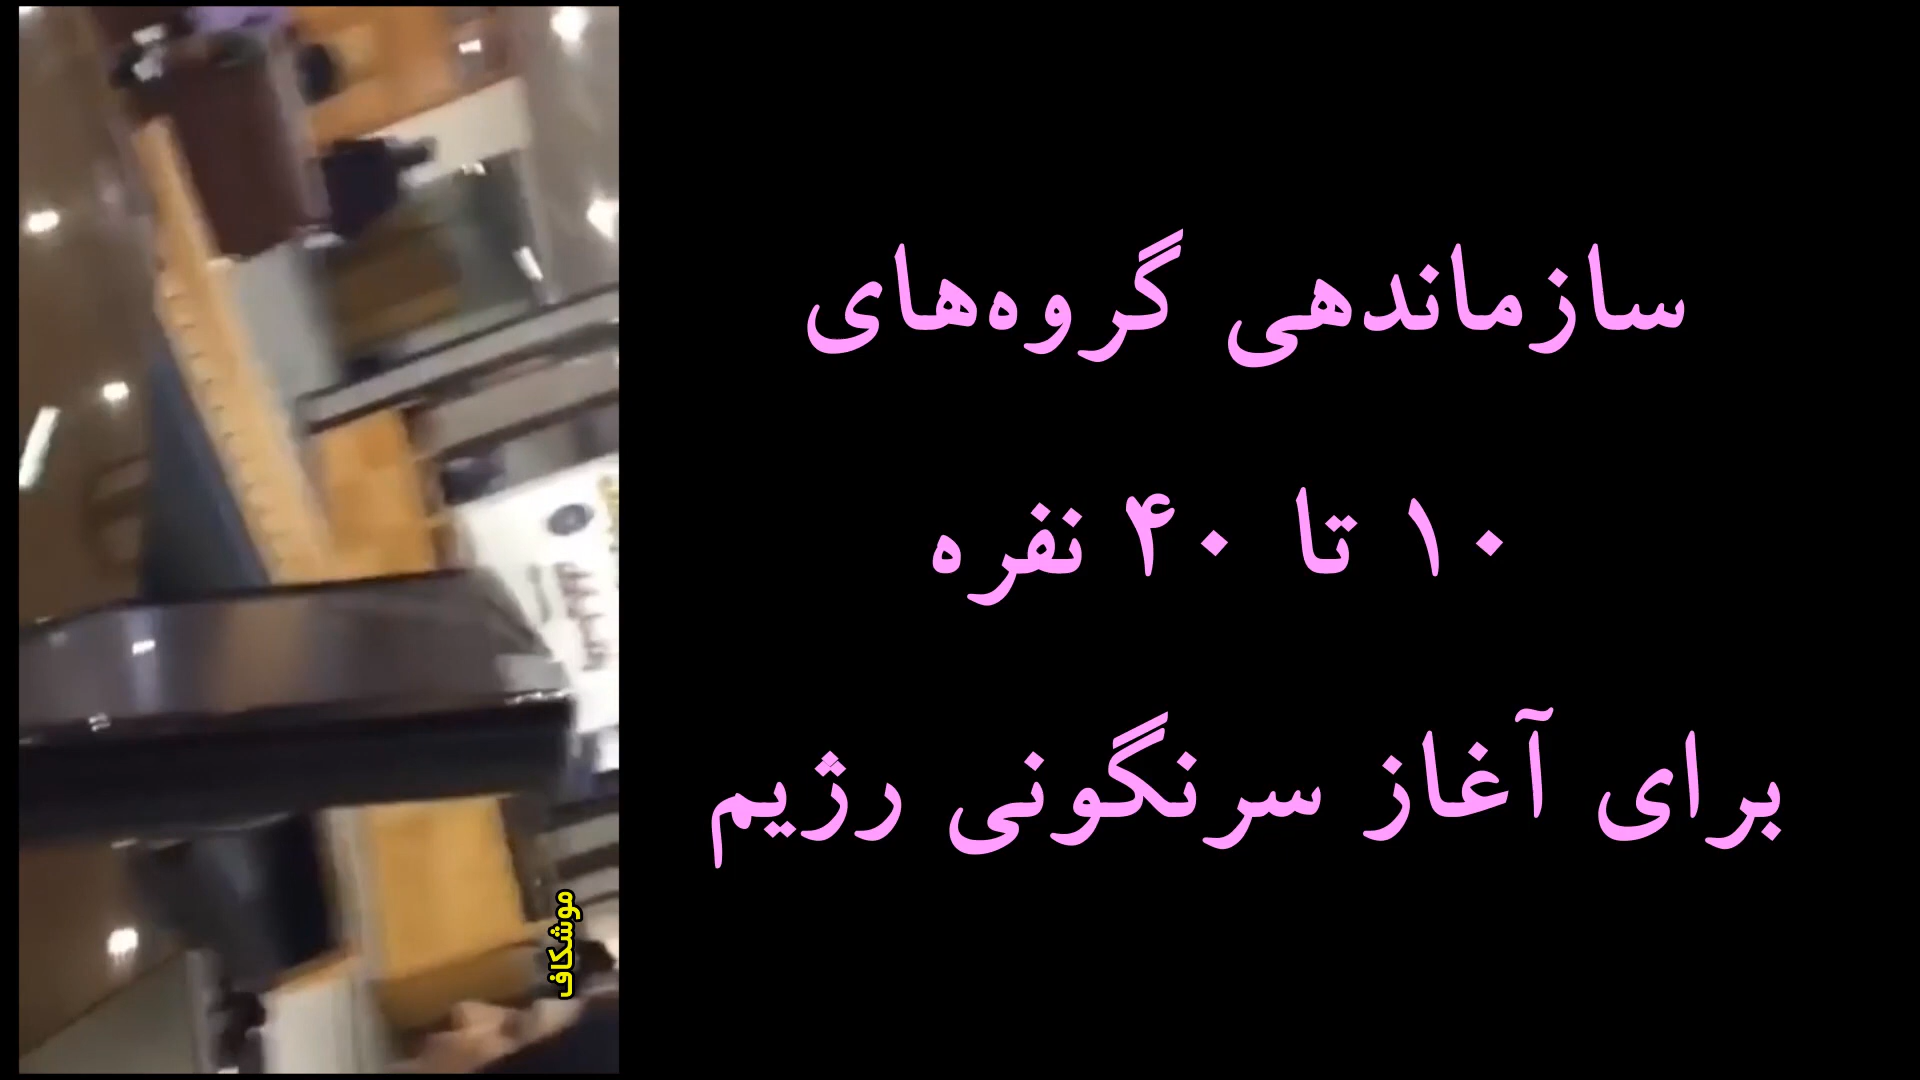 سازماندهی گروه‌های
۱۰ تا ۴۰ نفره
برای آغاز سرنگونی رژیم
موشکاف